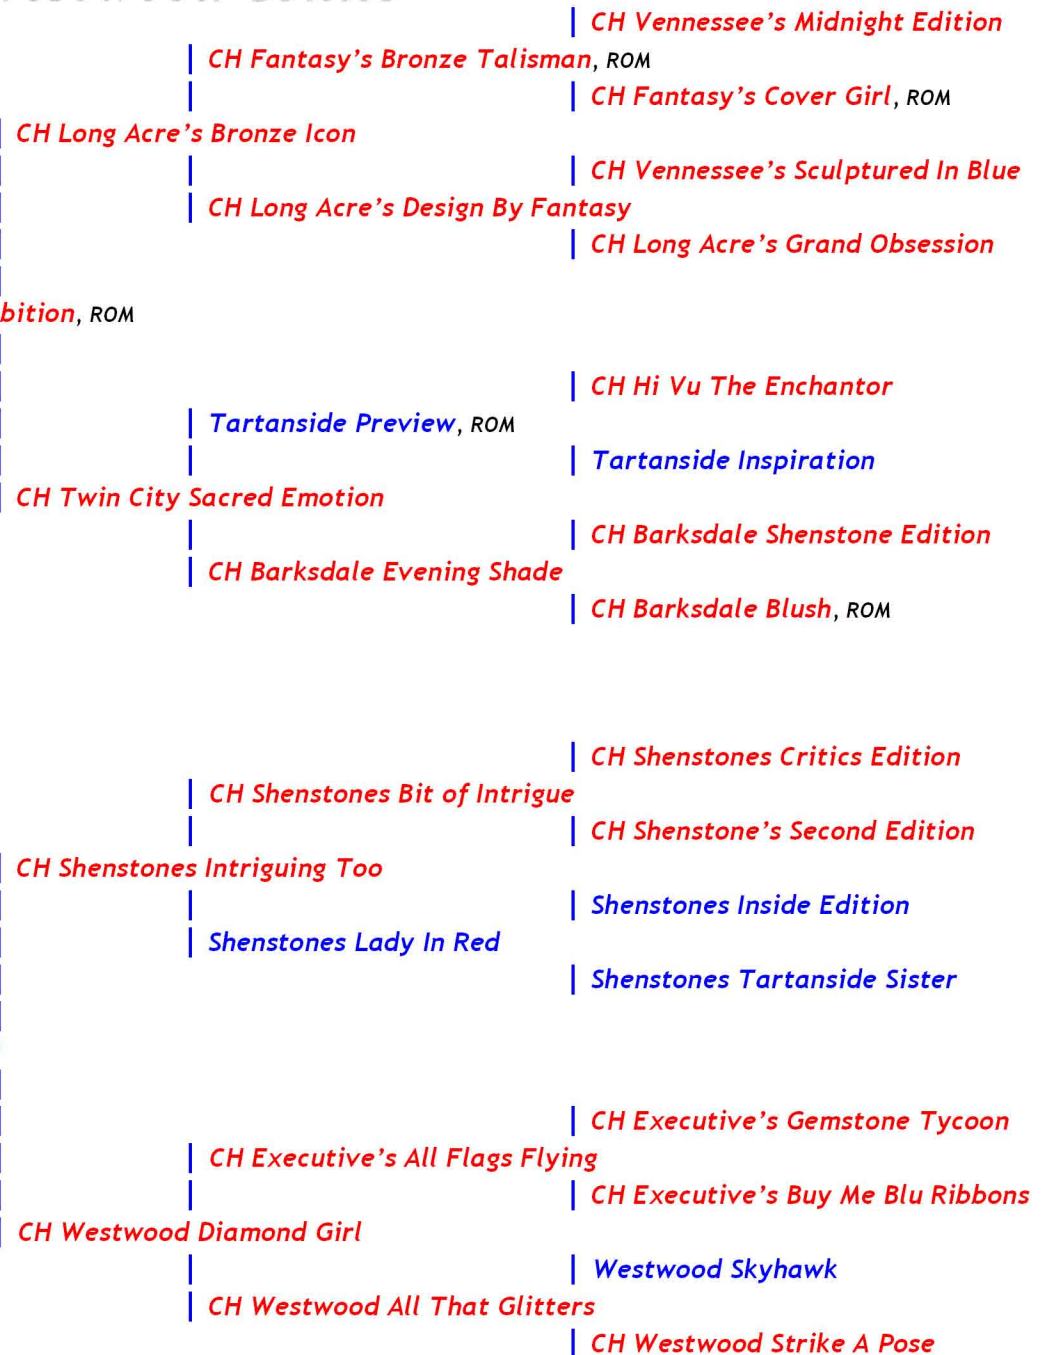 CH Vennessee’s Midnight Edition
CH Fantasy’s Bronze Talisman, ROM
CH Fantasy’s Cover Girl, ROM
CH Long Acre’s Bronze Icon
CH Vennessee’s Sculptured In Blue
CH Long Acre’s Design By Fantasy
CH Long Acre’s Grand Obsession
bition, ROM
CH Hi Vu The Enchantor
Tartanside Preview, ROM
Tartanside Inspiration
CH Twin City Sacred Emotion
CH Barksdale Shenstone Edition
CH Barksdale Evening Shade
CH Barksdale Blush, ROM
CH Shenstones Critics Edition
CH Shenstones Bit of Intrigue
CH Shenstone’s Second Edition
CH Shenstones Intriguing Too
Shenstones Inside Edition
Shenstones Lady In Red
Shenstones Tartanside Sister
CH Executive’s Gemstone Tycoon
CH Executive’s All Flags Flying
CH Executive’s Buy Me Blu Ribbons
CH Westwood Diamond Girl
Westwood Skyhawk
CH Westwood All That Glitters
CH Westwood Strike A Pose